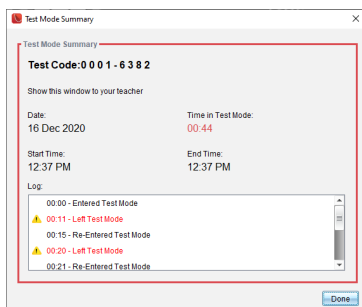 Test Mode Summary
Test Mode Summary
Test Code:0 0 0 1 - 6 3 8 2
Show this window to your teacher
Date:
16 Dec 2020
Time in Test Mode:
00:44
Start Time:
12:37 PM
End Time:
12:37 PM
Log:
00:00 - Entered Test Mode
00:11 - Left Test Mode
00:15 - Re-Entered Test Mode
00:20 - Left Test Mode
00:21 - Re-Entered Test Mode
Done